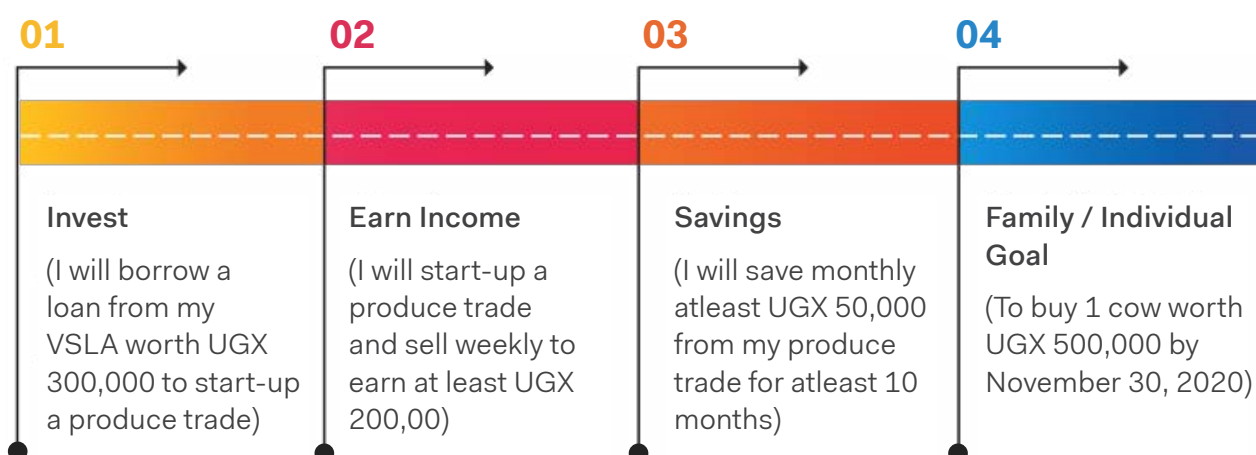 01
Invest
(I will borrow a
loan from my
VSLA worth UGX
300,000 to start-up
a produce trade)
02
Earn Income
(I will start-up a
produce trade
and sell weekly to
earn at least UGX
200,00)
03
Savings
(I will save monthly
atleast UGX 50,000
from my produce
trade for atleast 10
months)
04
Family / Individual
Goal
(To buy 1 cow worth
UGX 500,000 by
November 30, 2020)